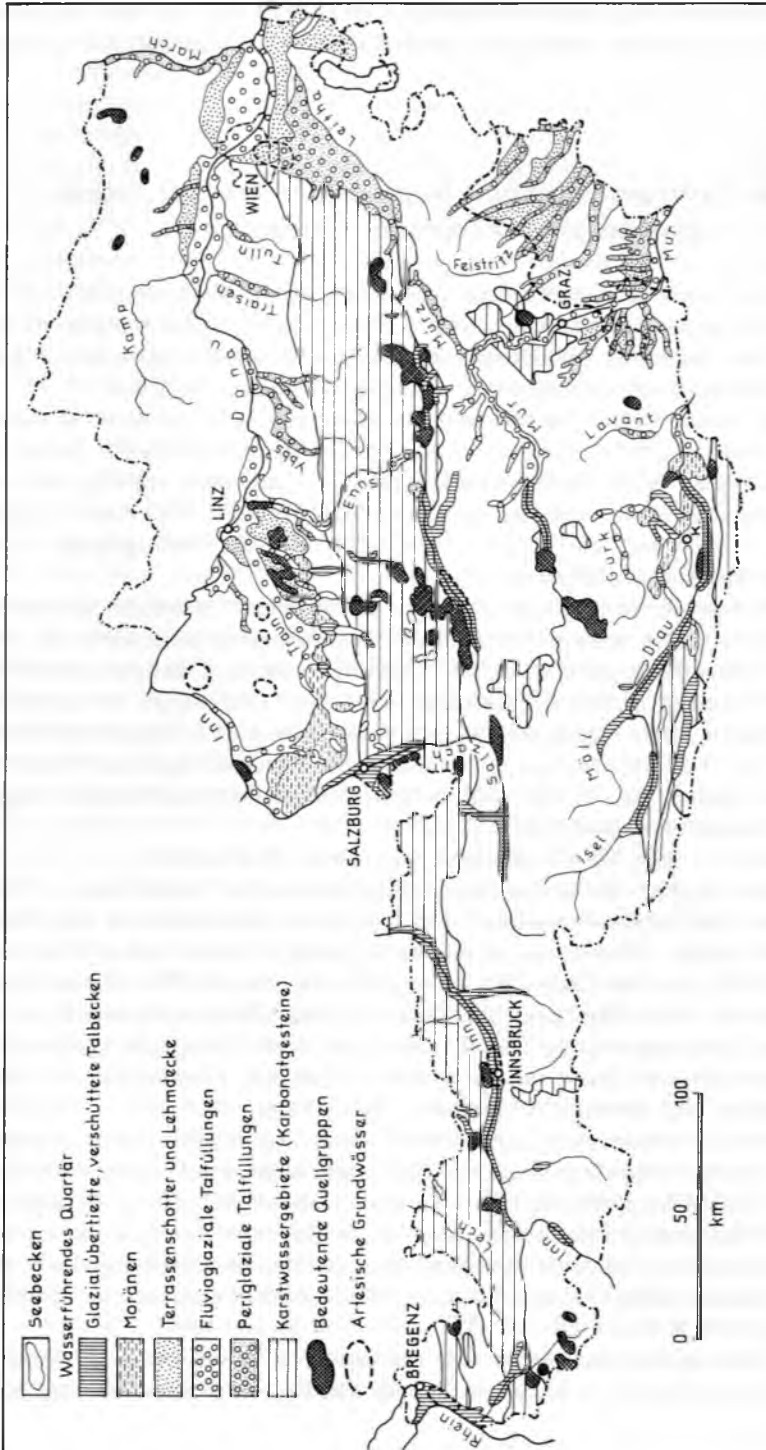 Seebecken
Wasserführendes Quartär
Glazial übertiefte, verschüttete Talbecken
Moränen
Terrassenschotter und Lehmdecke
Fluvioglaziale Talfüllungen
Periglaziale Talfüllungen
Karstwassergebiete (Karbonatgesteine)
Bedeutende Quellgruppen
Artesische Grundwässer
0
50
100
km
BREGENZ
Rhein
Lech
Inn
INNSBRUCK
Inn
SALZBURG
Salzach
Inn
Traun
LINZ
Enns
Ybbs
Donau
Kamp
Traisen
Tulln
WIEN
March
Leitha
Feistritz
Mürz
Mur
GRAZ
Mur
Lavant
Gurk
Drau
Möll
Isel